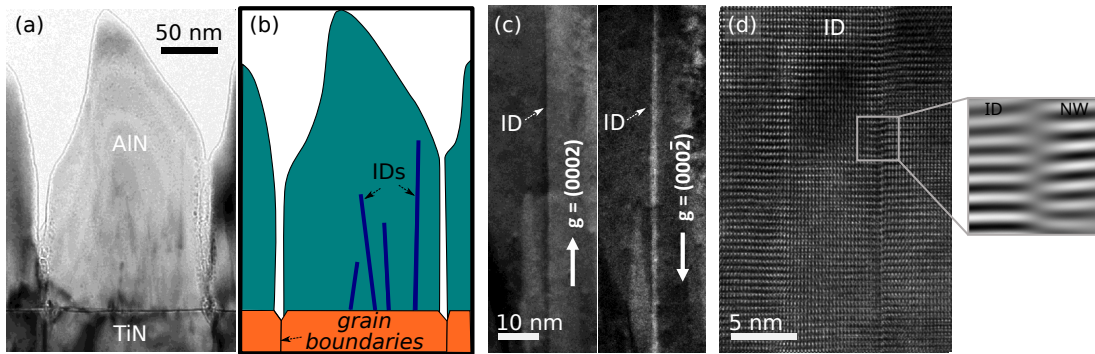 (a)
50 nm
AlN
TiN
(b)
IDs
grain
boundaries
(c)
ID
g = (0002)
10 nm
ID
g = (0002̄)
(d)
ID
5 nm
ID
NW